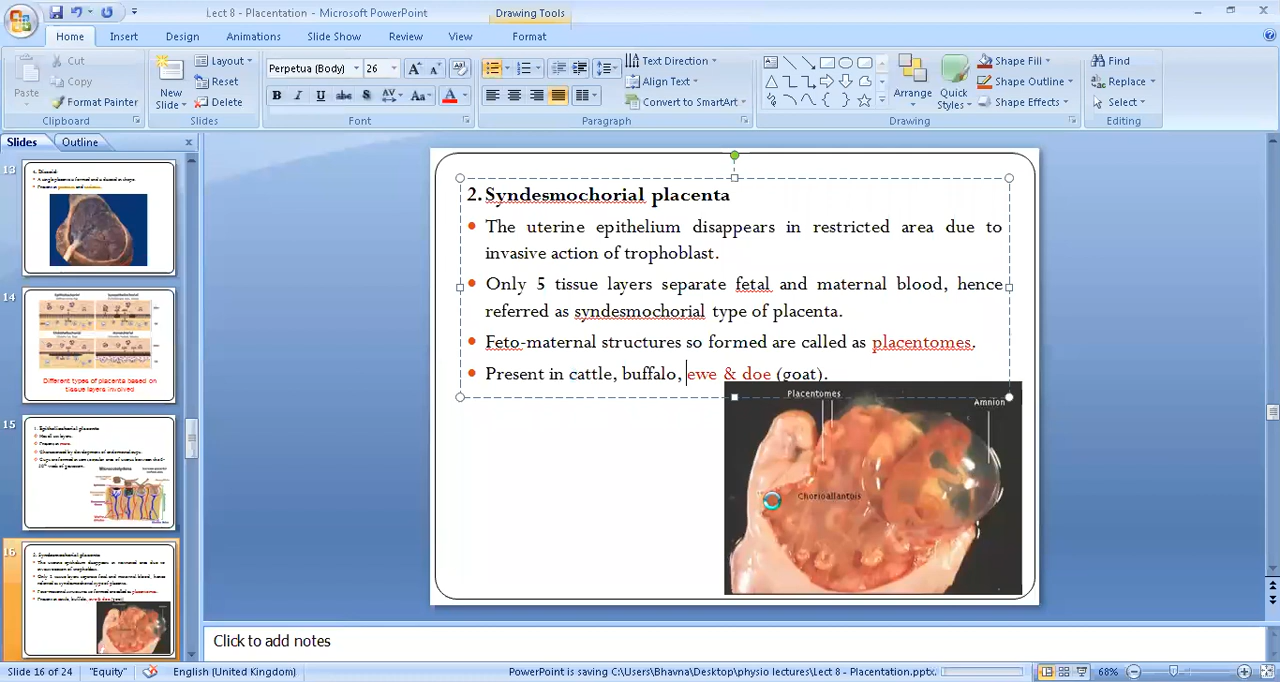 Lect 8 - Placentation - Microsoft PowerPoint
Drawing Tools
Home
Insert
Design
Animations
Slide Show
Review
View
Format
Paste
Cut
Copy
Format Painter
Clipboard
New
Slide
Layout
Reset
Delete
Slides
Perpetua (Body)
26
B I U abc S AV Aa A
Font
Text Direction
Align Text
Convert to SmartArt
Paragraph
Arrange
Quick
Styles
Shape Fill
Shape Outline
Shape Effects
Drawing
Find
Replace
Select
Editing
Slides
Outline
13
14
Different types of placenta based on
tissue layers involved
15
16
2. Syndesmochorial placenta
The uterine epithelium disappears in restricted area due to
invasive action of trophoblast.
Only 5 tissue layers separate fetal and maternal blood, hence
referred as syndesmochorial type of placenta.
Feto-maternal structures so formed are called as placentomes.
Present in cattle, buffalo, ewe & doe (goat).
Placentomes
Amnion
Chorioallantois
Click to add notes
Slide 16 of 24
"Equity"
English (United Kingdom)
PowerPoint is saving C:\Users\Bhavna\Desktop\physio lectures\Lect 8 - Placentation.pptx.
68%